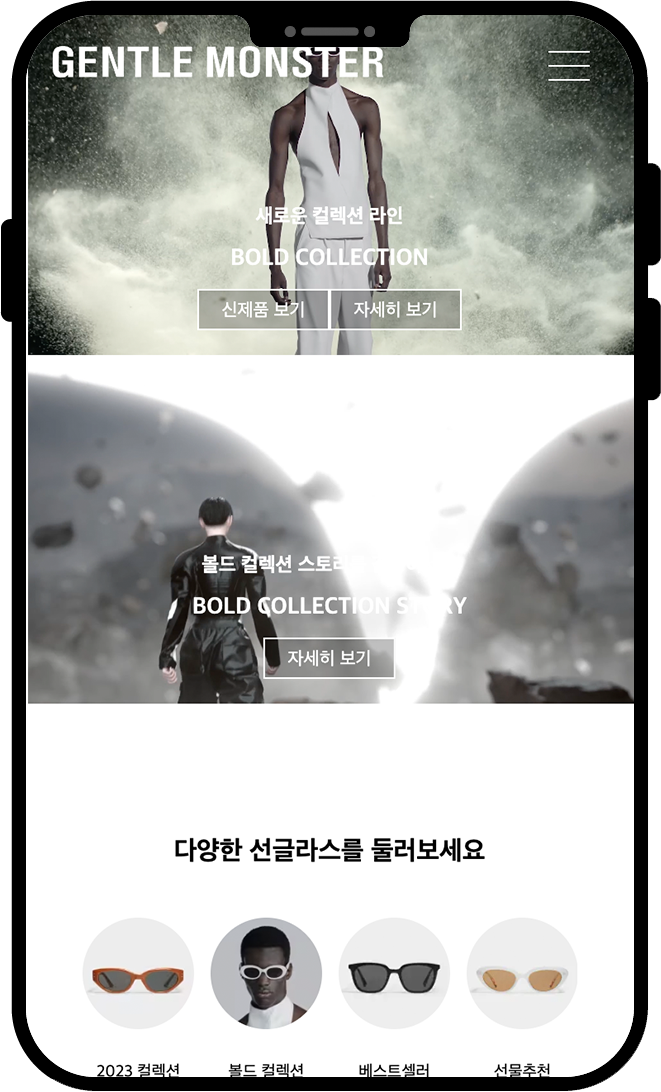 GENTLE MONSTER
새로운 컬렉션 라인
BOLD COLLECTION
신제품 보기
자세히 보기
볼드 컬렉션 스토리
BOLD COLLECTION STORY
자세히 보기
다양한 선글라스를 둘러보세요
2023 컬렉션
볼드 컬렉션
베스트셀러
선물추천